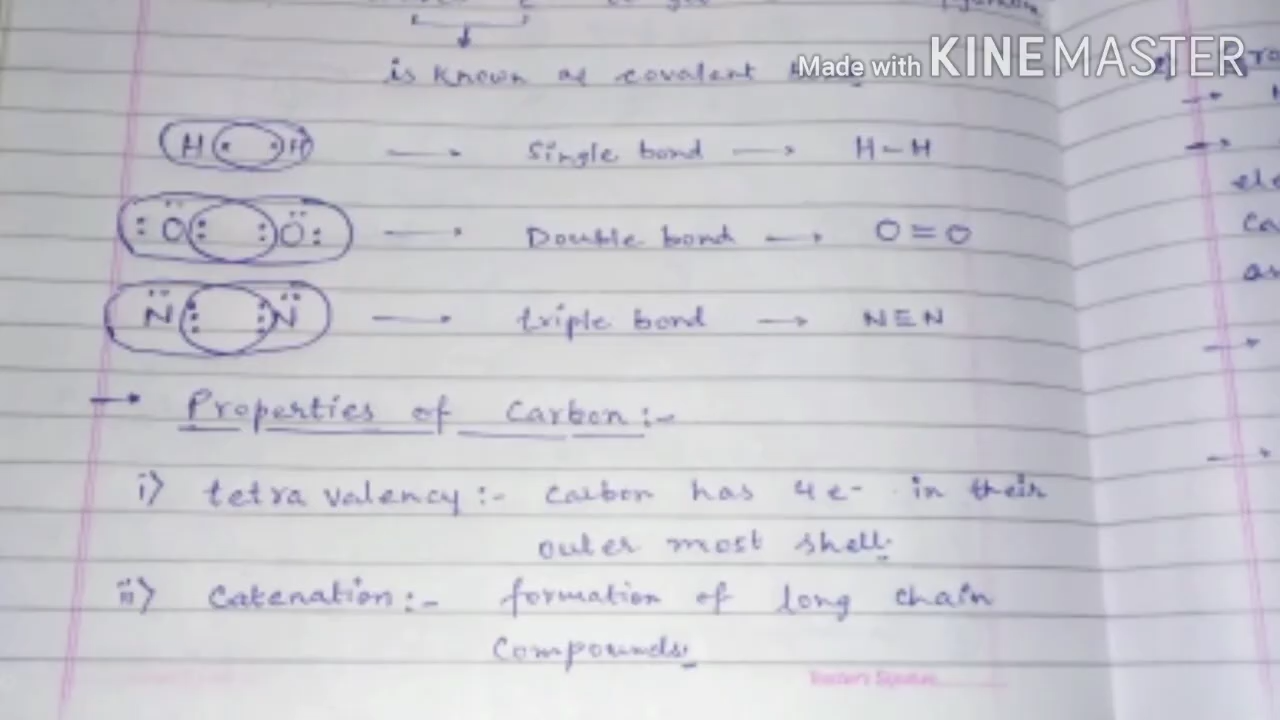 is known as covalent
Made with KINEMASTER
H H → Single bond → H-H
:Ö: :Ö: → Double bond → O=O
N̈⋮ ⋮N̈ → triple bond → N≡N
→ Properties of Carbon:-
i) tetra valency:- Carbon has 4e- in their
outer most shell.
ii) Catenation:- formation of long chain
Compounds.